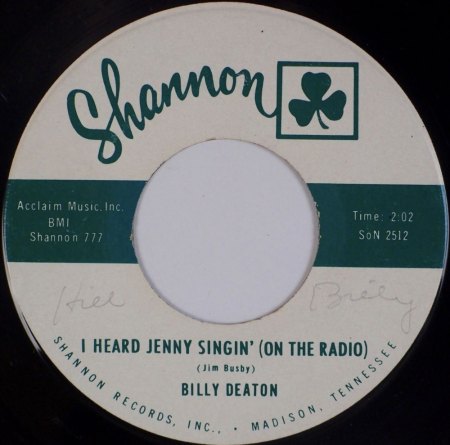 Shannon
Acclaim Music, Inc.
BMI
Shannon 777
Time: 2:02
SoN 2512
Hill
Billy
I HEARD JENNY SINGIN' (ON THE RADIO)
(Jim Busby)
BILLY DEATON
SHANNON RECORDS, INC., • MADISON, TENNESSEE